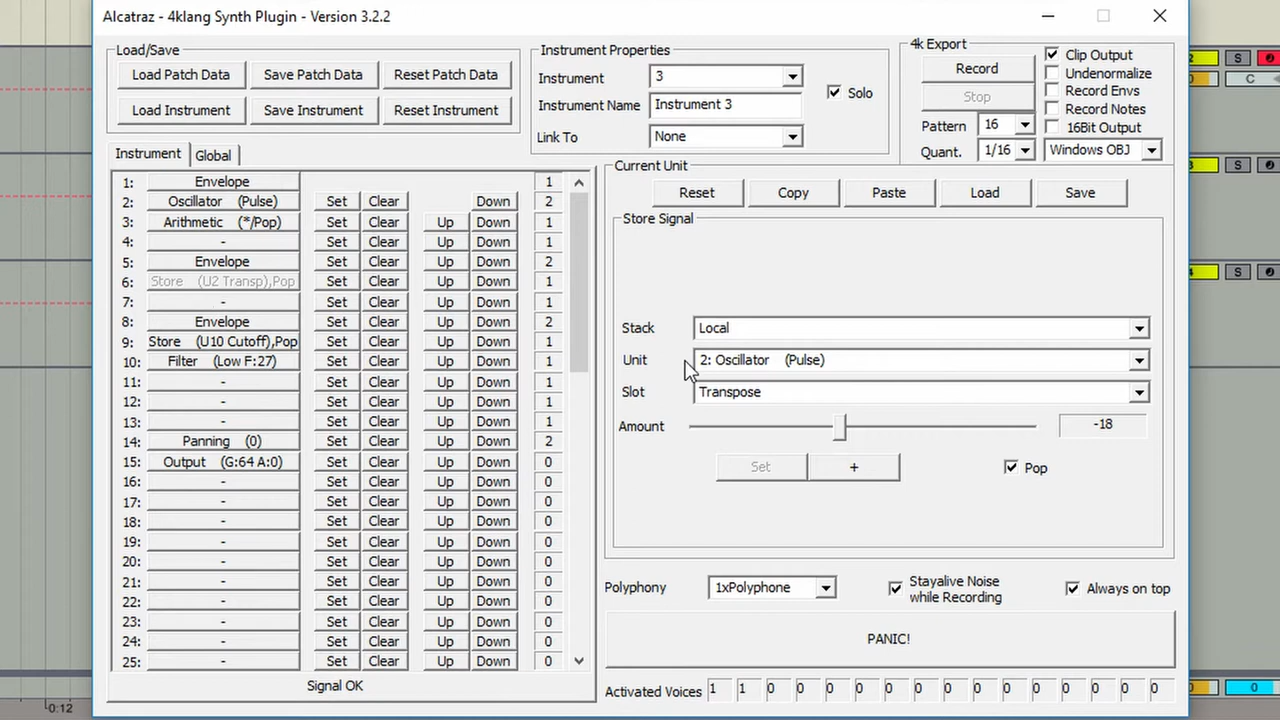 Alcatraz - 4klang Synth Plugin - Version 3.2.2
Load/Save
Load Patch Data Save Patch Data Reset Patch Data
Load Instrument Save Instrument Reset Instrument
Instrument Properties
Instrument 3
Instrument Name Instrument 3
Link To None
Solo
4k Export
Record
Stop
Pattern 16
Quant. 1/16
Clip Output
Undenormalize
Record Envs
Record Notes
16Bit Output
Windows OBJ
Instrument Global
1: Envelope 1
2: Oscillator (Pulse) Set Clear Down 2
3: Arithmetic (*/Pop) Set Clear Up Down 1
4: - Set Clear Up Down 1
5: Envelope Set Clear Up Down 2
6: Store (U2 Transp),Pop Set Clear Up Down 1
7: - Set Clear Up Down 1
8: Envelope Set Clear Up Down 2
9: Store (U10 Cutoff),Pop Set Clear Up Down 1
10: Filter (Low F:27) Set Clear Up Down 1
11: - Set Clear Up Down 1
12: - Set Clear Up Down 1
13: - Set Clear Up Down 1
14: Panning (0) Set Clear Up Down 2
15: Output (G:64 A:0) Set Clear Up Down 0
16: - Set Clear Up Down 0
17: - Set Clear Up Down 0
18: - Set Clear Up Down 0
19: - Set Clear Up Down 0
20: - Set Clear Up Down 0
21: - Set Clear Up Down 0
22: - Set Clear Up Down 0
23: - Set Clear Up Down 0
24: - Set Clear Up Down 0
25: - Set Clear Up Down 0
Signal OK
Current Unit
Reset Copy Paste Load Save
Store Signal
Stack Local
Unit 2: Oscillator (Pulse)
Slot Transpose
Amount -18
Set + Pop
Polyphony 1xPolyphone
Stayalive Noise
while Recording
Always on top
PANIC!
Activated Voices 1 1 0 0 0 0 0 0 0 0 0 0 0 0 0 0
2 S
0 C
3 S
4 S
0 0
0:12